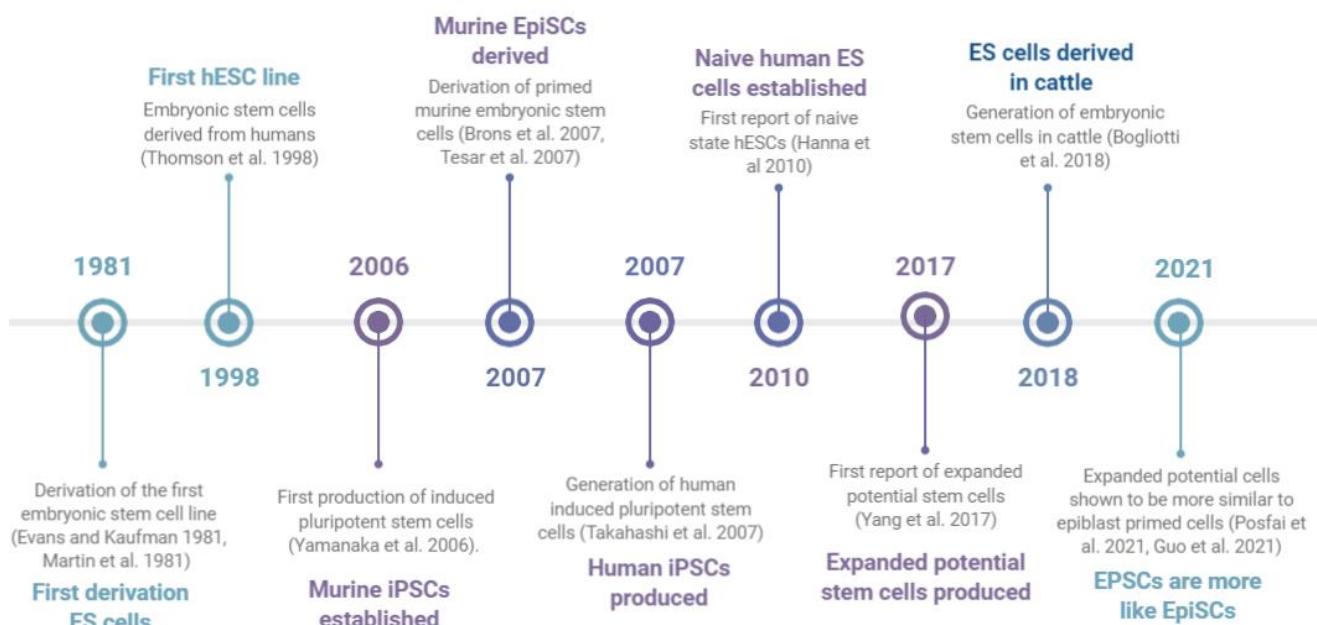 First hESC line
Embryonic stem cells
derived from humans
(Thomson et al. 1998)
Murine EpiSCs
derived
Derivation of primed
murine embryonic stem
cells (Brons et al. 2007,
Tesar et al. 2007)
Naive human ES
cells established
First report of naive
state hESCs (Hanna et
al 2010)
ES cells derived
in cattle
Generation of embryonic
stem cells in cattle (Bogliotti
et al. 2018)
1981
2006
2007
2017
2021
1998
2007
2010
2018
Derivation of the first
embryonic stem cell line
(Evans and Kaufman 1981,
Martin et al. 1981)
First derivation
ES cells
First production of induced
pluripotent stem cells
(Yamanaka et al. 2006).
Murine iPSCs
established
Generation of human
induced pluripotent stem
cells (Takahashi et al. 2007)
Human iPSCs
produced
First report of expanded
potential stem cells
(Yang et al. 2017)
Expanded potential
stem cells produced
Expanded potential cells
shown to be more similar to
epiblast primed cells (Posfai et
al. 2021, Guo et al. 2021)
EPSCs are more
like EpiSCs